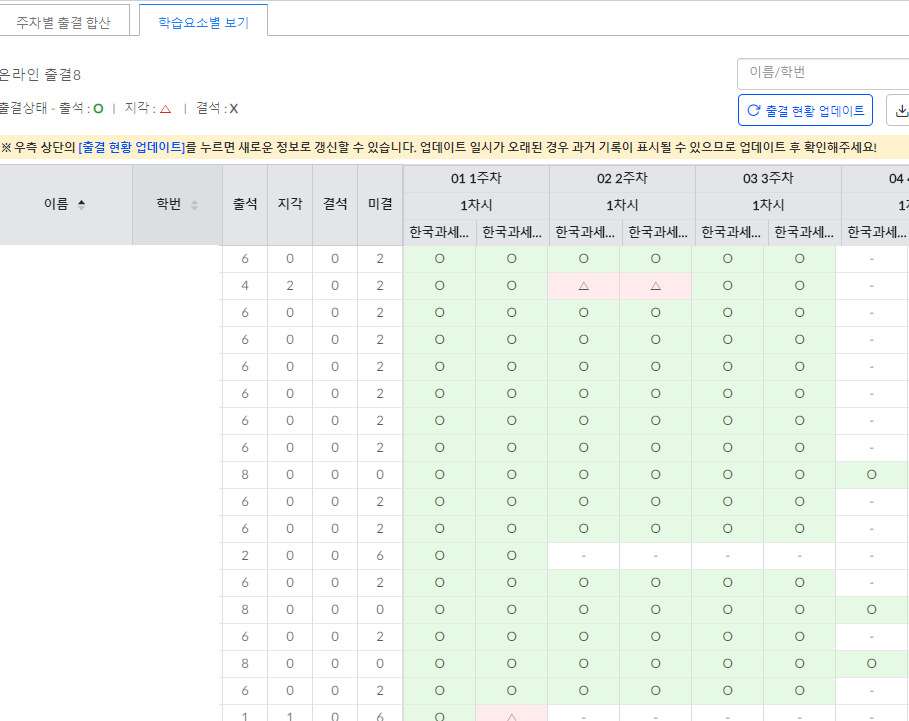 주차별 출결 합산 학습요소별 보기
온라인 출결8
이름/학번
출결상태 - 출석 : O | 지각 : △ | 결석 : X
출결 현황 업데이트
※ 우측 상단의 [출결 현황 업데이트]를 누르면 새로운 정보로 갱신할 수 있습니다. 업데이트 일시가 오래된 경우 과거 기록이 표시될 수 있으므로 업데이트 후 확인해주세요!
01 1주차 02 2주차 03 3주차 04
이름 학번 출석 지각 결석 미결 1차시 1차시 1차시
한국과세... 한국과세... 한국과세... 한국과세... 한국과세... 한국과세... 한국과세...
6 0 0 2 O O O O O O -
4 2 0 2 O O △ △ O O -
6 0 0 2 O O O O O O -
6 0 0 2 O O O O O O -
6 0 0 2 O O O O O O -
6 0 0 2 O O O O O O -
6 0 0 2 O O O O O O -
6 0 0 2 O O O O O O -
8 0 0 0 O O O O O O O
6 0 0 2 O O O O O O -
6 0 0 2 O O O O O O -
2 0 0 6 O O - - - - -
6 0 0 2 O O O O O O -
8 0 0 0 O O O O O O O
6 0 0 2 O O O O O O -
8 0 0 0 O O O O O O O
6 0 0 2 O O O O O O -
1 1 0 6 O △ - - - - -